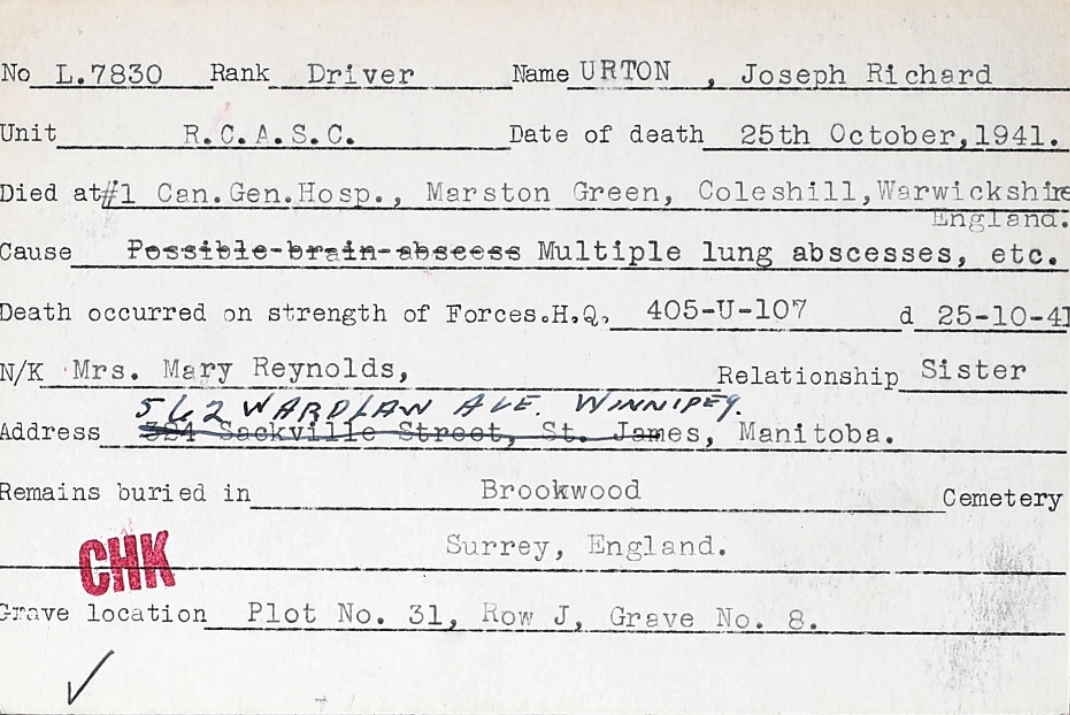 No L.7830 Rank Driver Name URTON , Joseph Richard
Unit R.C.A.S.C. Date of death 25th October,1941.
Died at #1 Can.Gen.Hosp., Marston Green, Coleshill,Warwickshire
England.
Cause Possible-brain-abscess Multiple lung abscesses, etc.
Death occurred on strength of Forces.H.Q. 405-U-107 d 25-10-41
N/K Mrs. Mary Reynolds, Relationship Sister
562 WARDLAW AVE. WINNIPEG.
Address 324 Sackville Street, St. James, Manitoba.
Remains buried in Brookwood Cemetery
Surrey, England.
CHK
Grave location Plot No. 31, Row J, Grave No. 8.